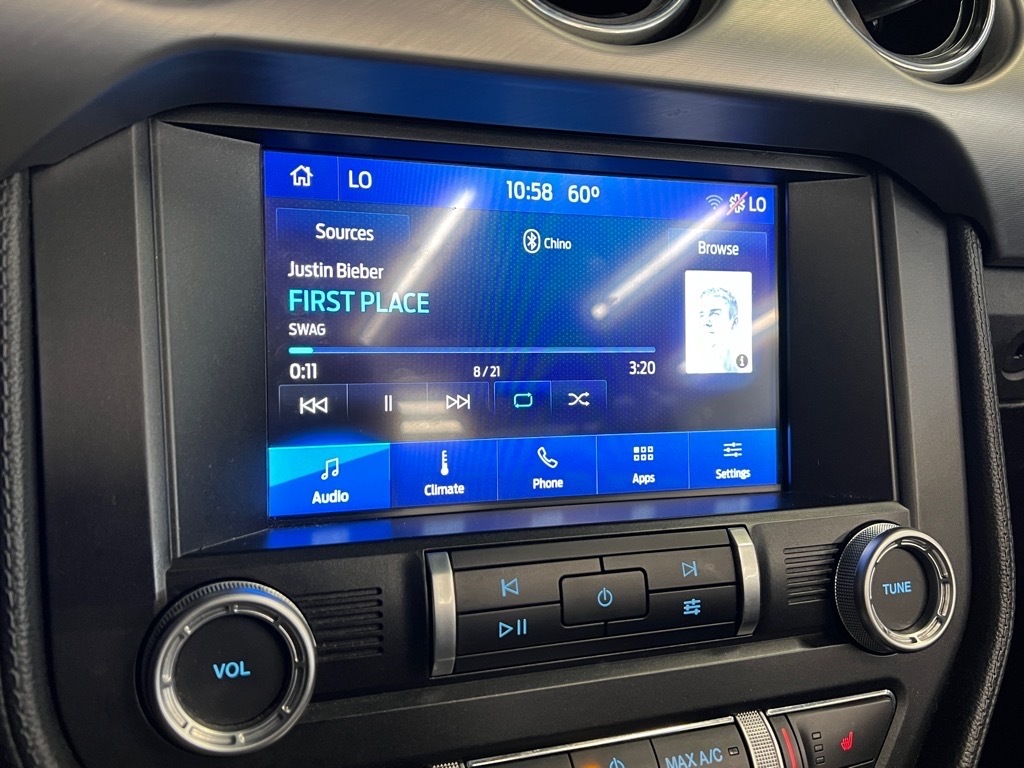 LO 10:58 60° LO
Sources Chino Browse
Justin Bieber
FIRST PLACE
SWAG
0:11 8/21 3:20
Audio Climate Phone Apps Settings
VOL TUNE
MAX A/C